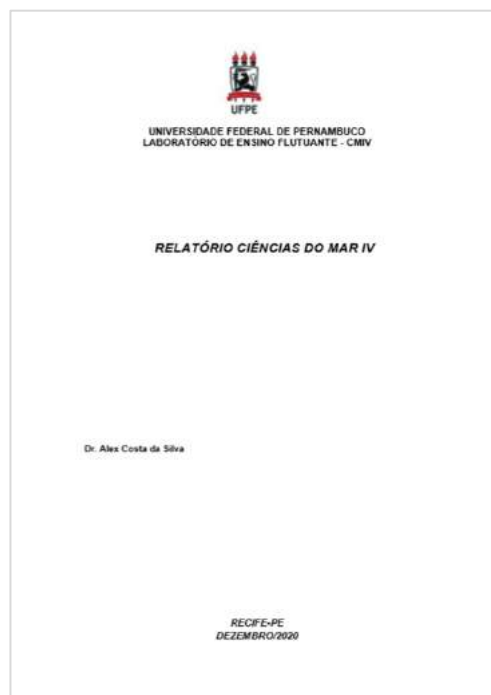 UFPE
UNIVERSIDADE FEDERAL DE PERNAMBUCO
LABORATÓRIO DE ENSINO FLUTUANTE - CMIV
RELATÓRIO CIÊNCIAS DO MAR IV
Dr. Alex Costa da Silva
RECIFE-PE
DEZEMBRO/2020